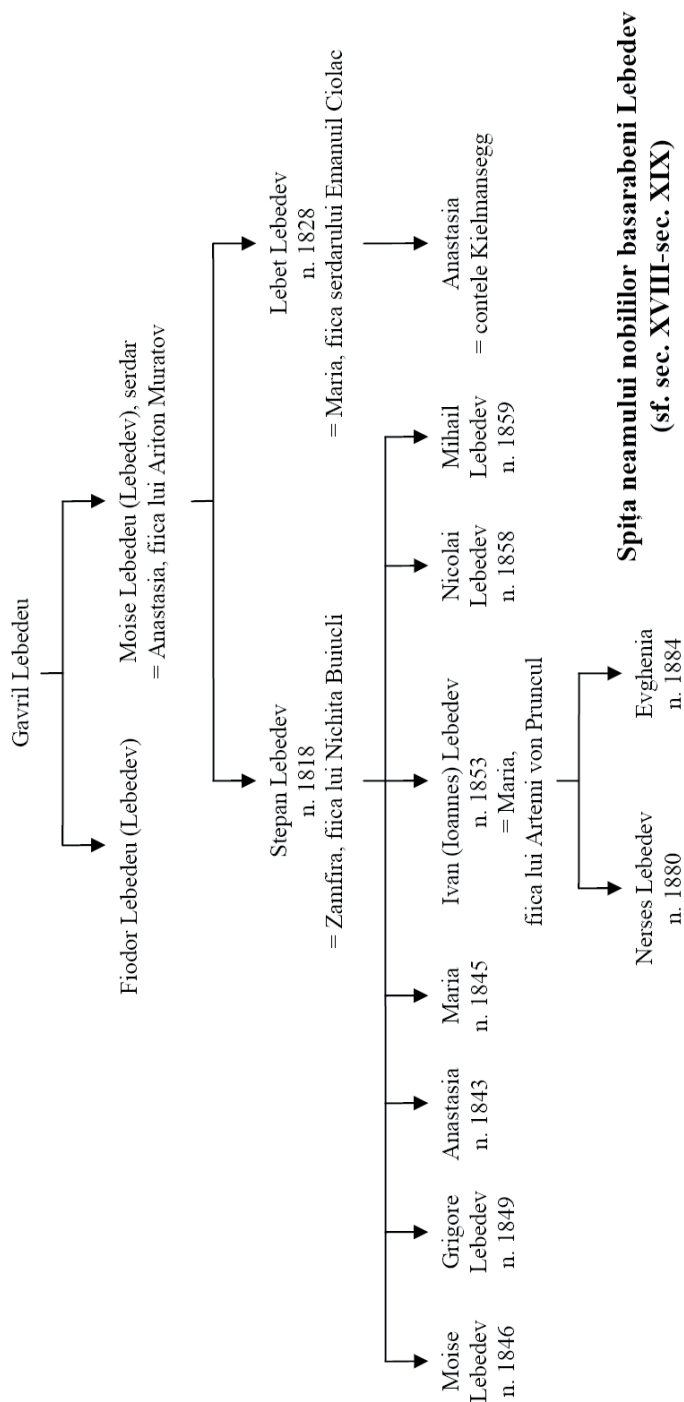 Gavril Lebedeu
Fiodor Lebedeu (Lebedev)
Moise Lebedeu (Lebedev), serdar
= Anastasia, fiica lui Ariton Muratov
Stepan Lebedev
n. 1818
= Zamfira, fiica lui Nichita Buiucli
Lebet Lebedev
n. 1828
= Maria, fiica serdarului Emanuil Ciolac
Moise
Lebedev
n. 1846
Grigore
Lebedev
n. 1849
Anastasia
n. 1843
Maria
n. 1845
Ivan (Ioannes) Lebedev
n. 1853
= Maria,
fiica lui Artemi von Pruncul
Nicolai
Lebedev
n. 1858
Mihail
Lebedev
n. 1859
Anastasia
= contele Kielmansegg
Nerses Lebedev
n. 1880
Evghenia
n. 1884
Spița neamului nobililor basarabeni Lebedev
(sf. sec. XVIII-sec. XIX)